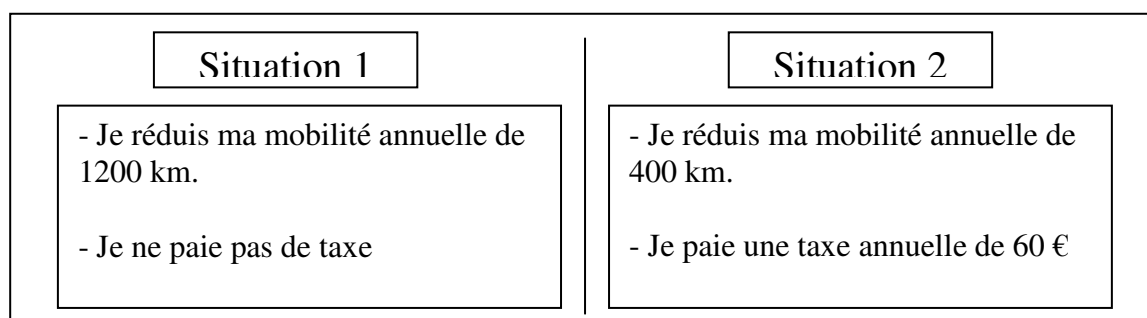 Situation 1
- Je réduis ma mobilité annuelle de
1200 km.
- Je ne paie pas de taxe
Situation 2
- Je réduis ma mobilité annuelle de
400 km.
- Je paie une taxe annuelle de 60 €